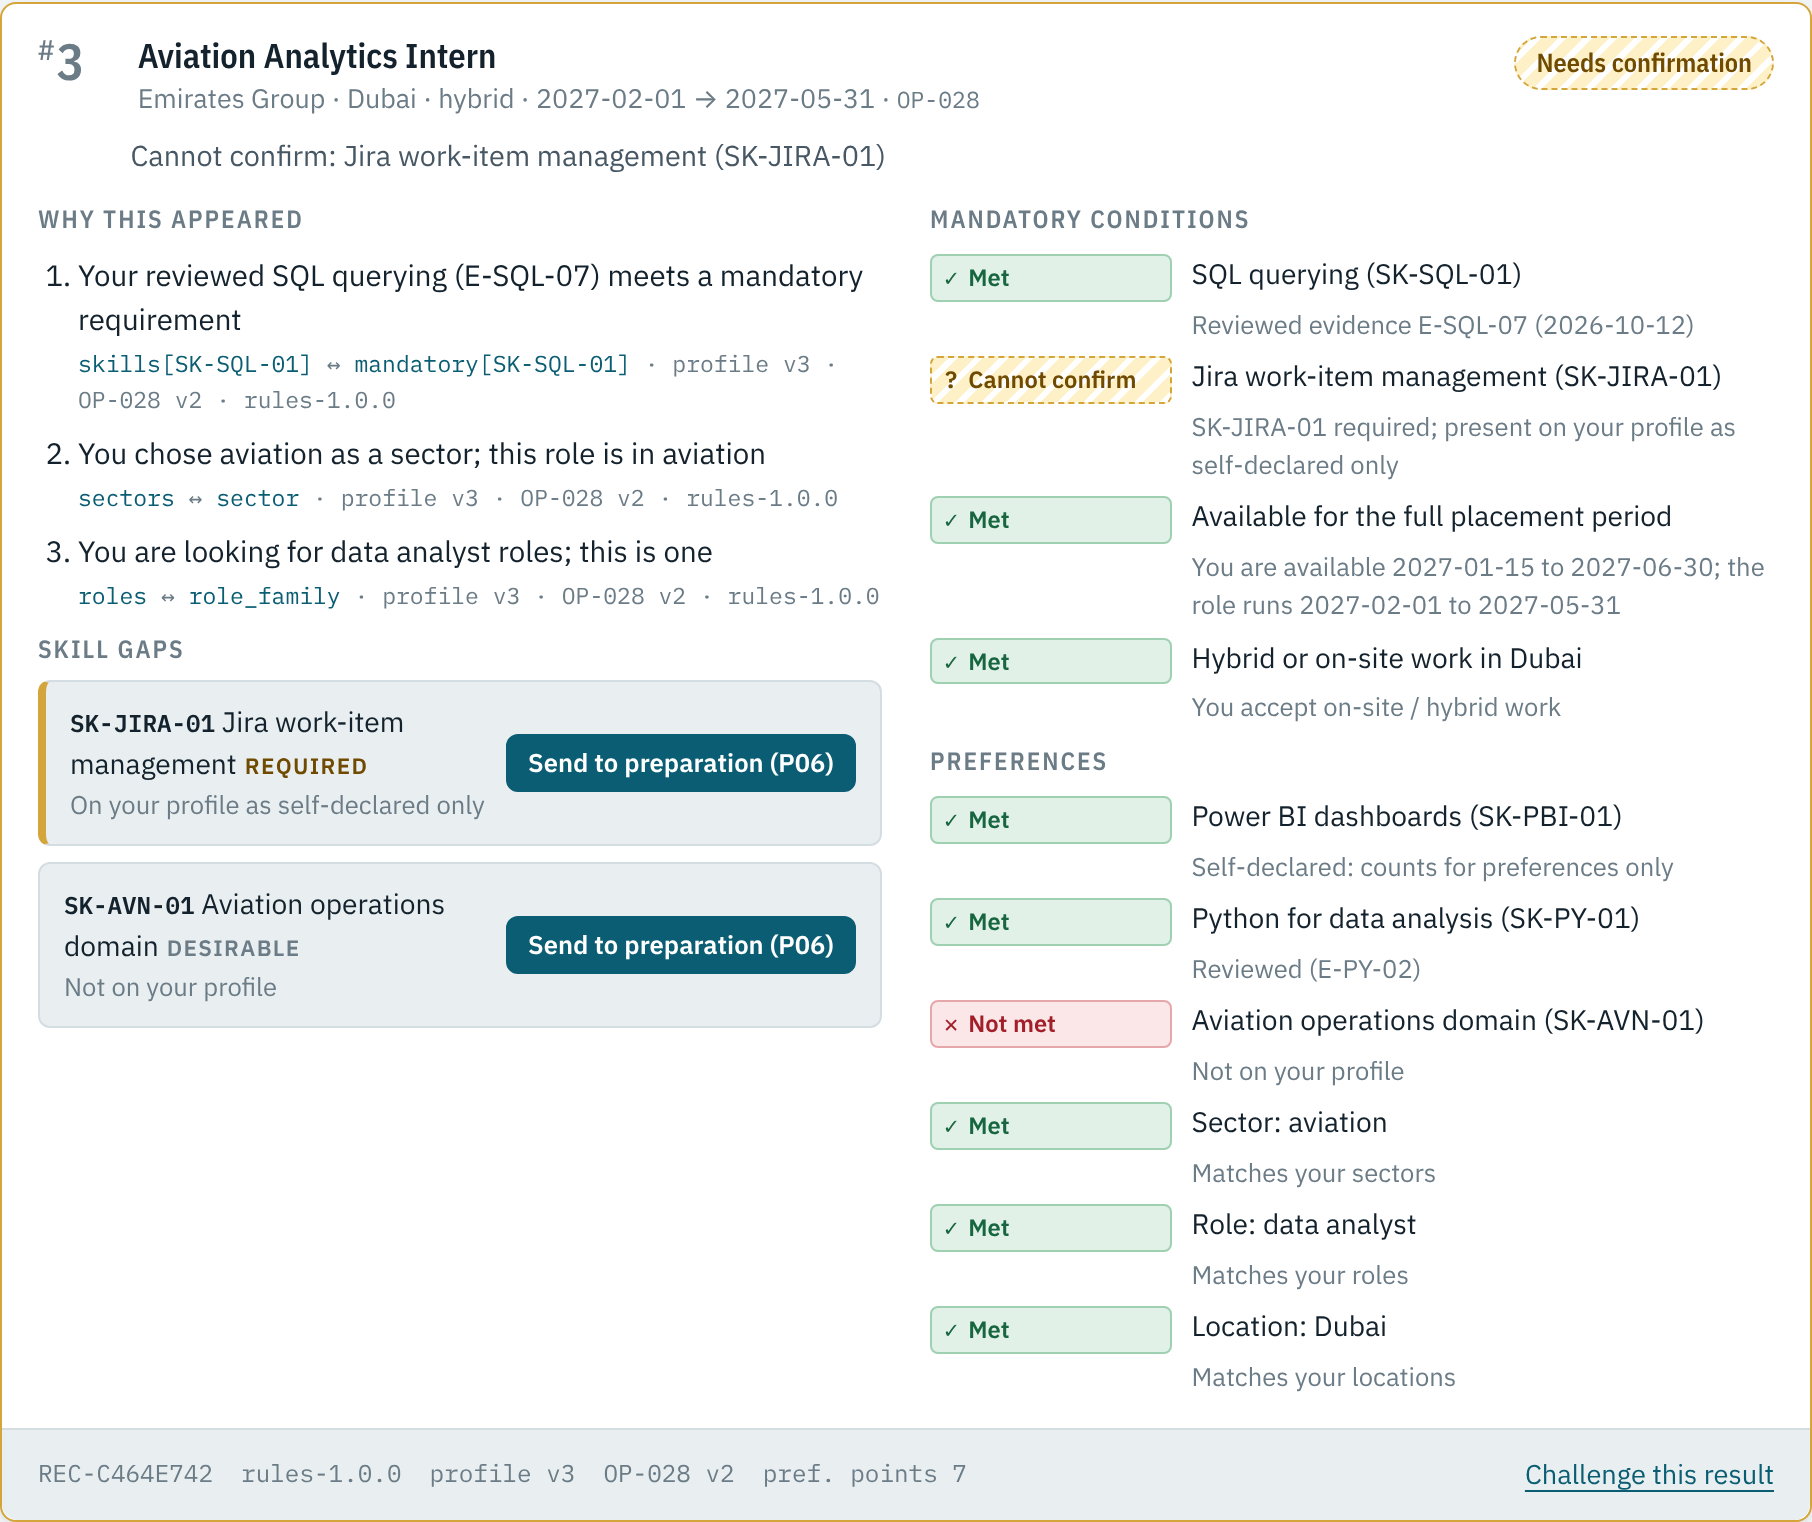 #3
Aviation Analytics Intern
Needs confirmation
Emirates Group · Dubai · hybrid · 2027-02-01 → 2027-05-31 · OP-028
Cannot confirm: Jira work-item management (SK-JIRA-01)
WHY THIS APPEARED
1. Your reviewed SQL querying (E-SQL-07) meets a mandatory
requirement
skills[SK-SQL-01] ↔ mandatory[SK-SQL-01] · profile v3 ·
OP-028 v2 · rules-1.0.0
2. You chose aviation as a sector; this role is in aviation
sectors ↔ sector · profile v3 · OP-028 v2 · rules-1.0.0
3. You are looking for data analyst roles; this is one
roles ↔ role_family · profile v3 · OP-028 v2 · rules-1.0.0
SKILL GAPS
SK-JIRA-01 Jira work-item
management REQUIRED
On your profile as self-declared only
Send to preparation (P06)
SK-AVN-01 Aviation operations
domain DESIRABLE
Not on your profile
Send to preparation (P06)
MANDATORY CONDITIONS
✓ Met
SQL querying (SK-SQL-01)
Reviewed evidence E-SQL-07 (2026-10-12)
? Cannot confirm
Jira work-item management (SK-JIRA-01)
SK-JIRA-01 required; present on your profile as
self-declared only
✓ Met
Available for the full placement period
You are available 2027-01-15 to 2027-06-30; the
role runs 2027-02-01 to 2027-05-31
✓ Met
Hybrid or on-site work in Dubai
You accept on-site / hybrid work
PREFERENCES
✓ Met
Power BI dashboards (SK-PBI-01)
Self-declared: counts for preferences only
✓ Met
Python for data analysis (SK-PY-01)
Reviewed (E-PY-02)
× Not met
Aviation operations domain (SK-AVN-01)
Not on your profile
✓ Met
Sector: aviation
Matches your sectors
✓ Met
Role: data analyst
Matches your roles
✓ Met
Location: Dubai
Matches your locations
REC-C464E742 rules-1.0.0 profile v3 OP-028 v2 pref. points 7
Challenge this result